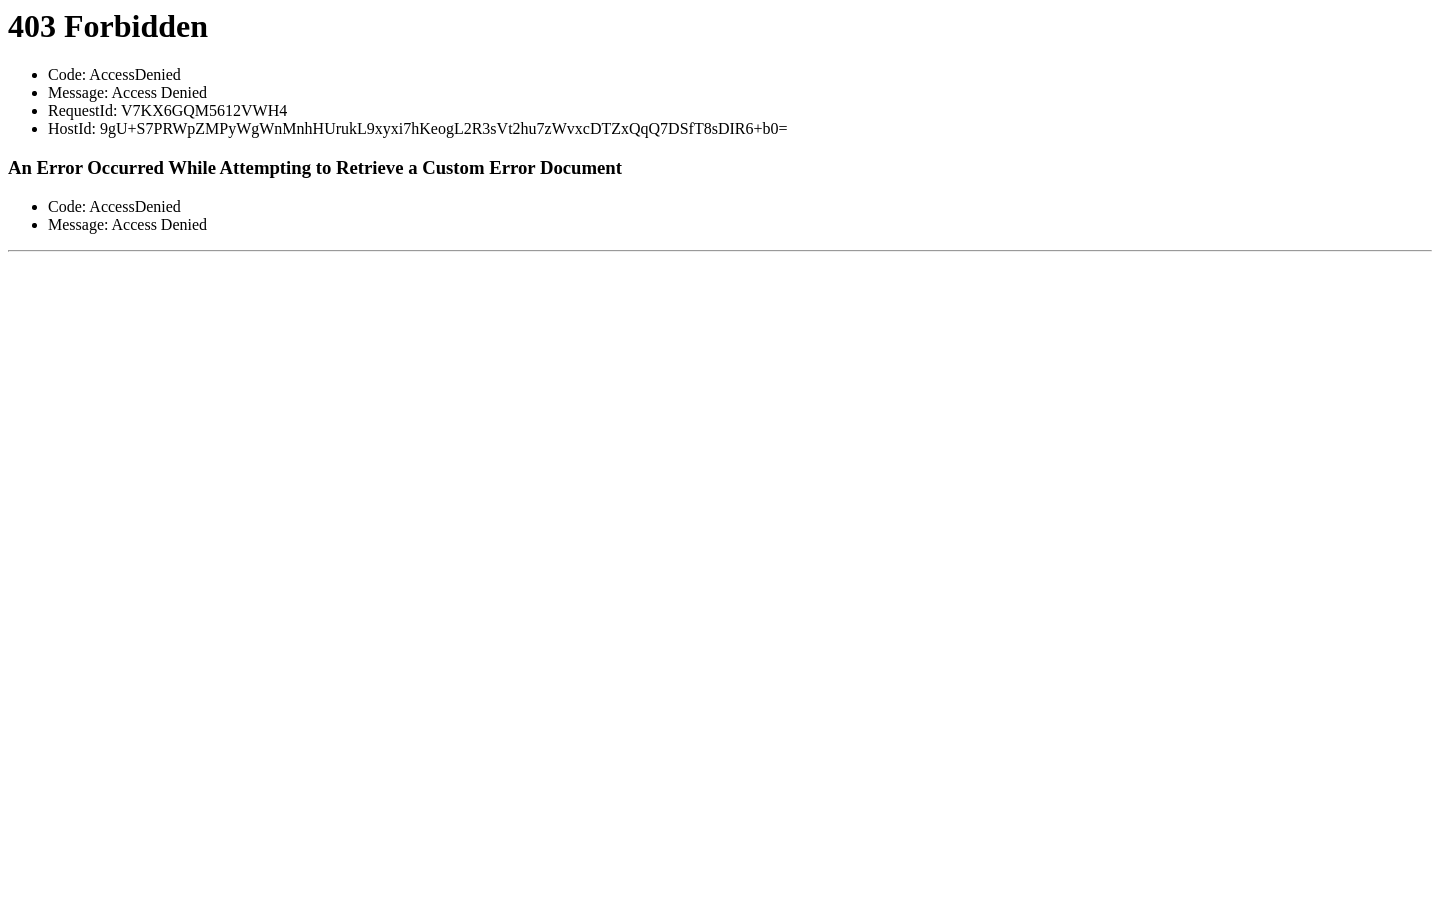 403 Forbidden
Code: AccessDenied
Message: Access Denied
RequestId: V7KX6GQM5612VWH4
HostId: 9gU+S7PRWpZMPyWgWnMnhHUrukL9xyxi7hKeogL2R3sVt2hu7zWvxcDTZxQqQ7DSfT8sDIR6+b0=
An Error Occurred While Attempting to Retrieve a Custom Error Document
Code: AccessDenied
Message: Access Denied